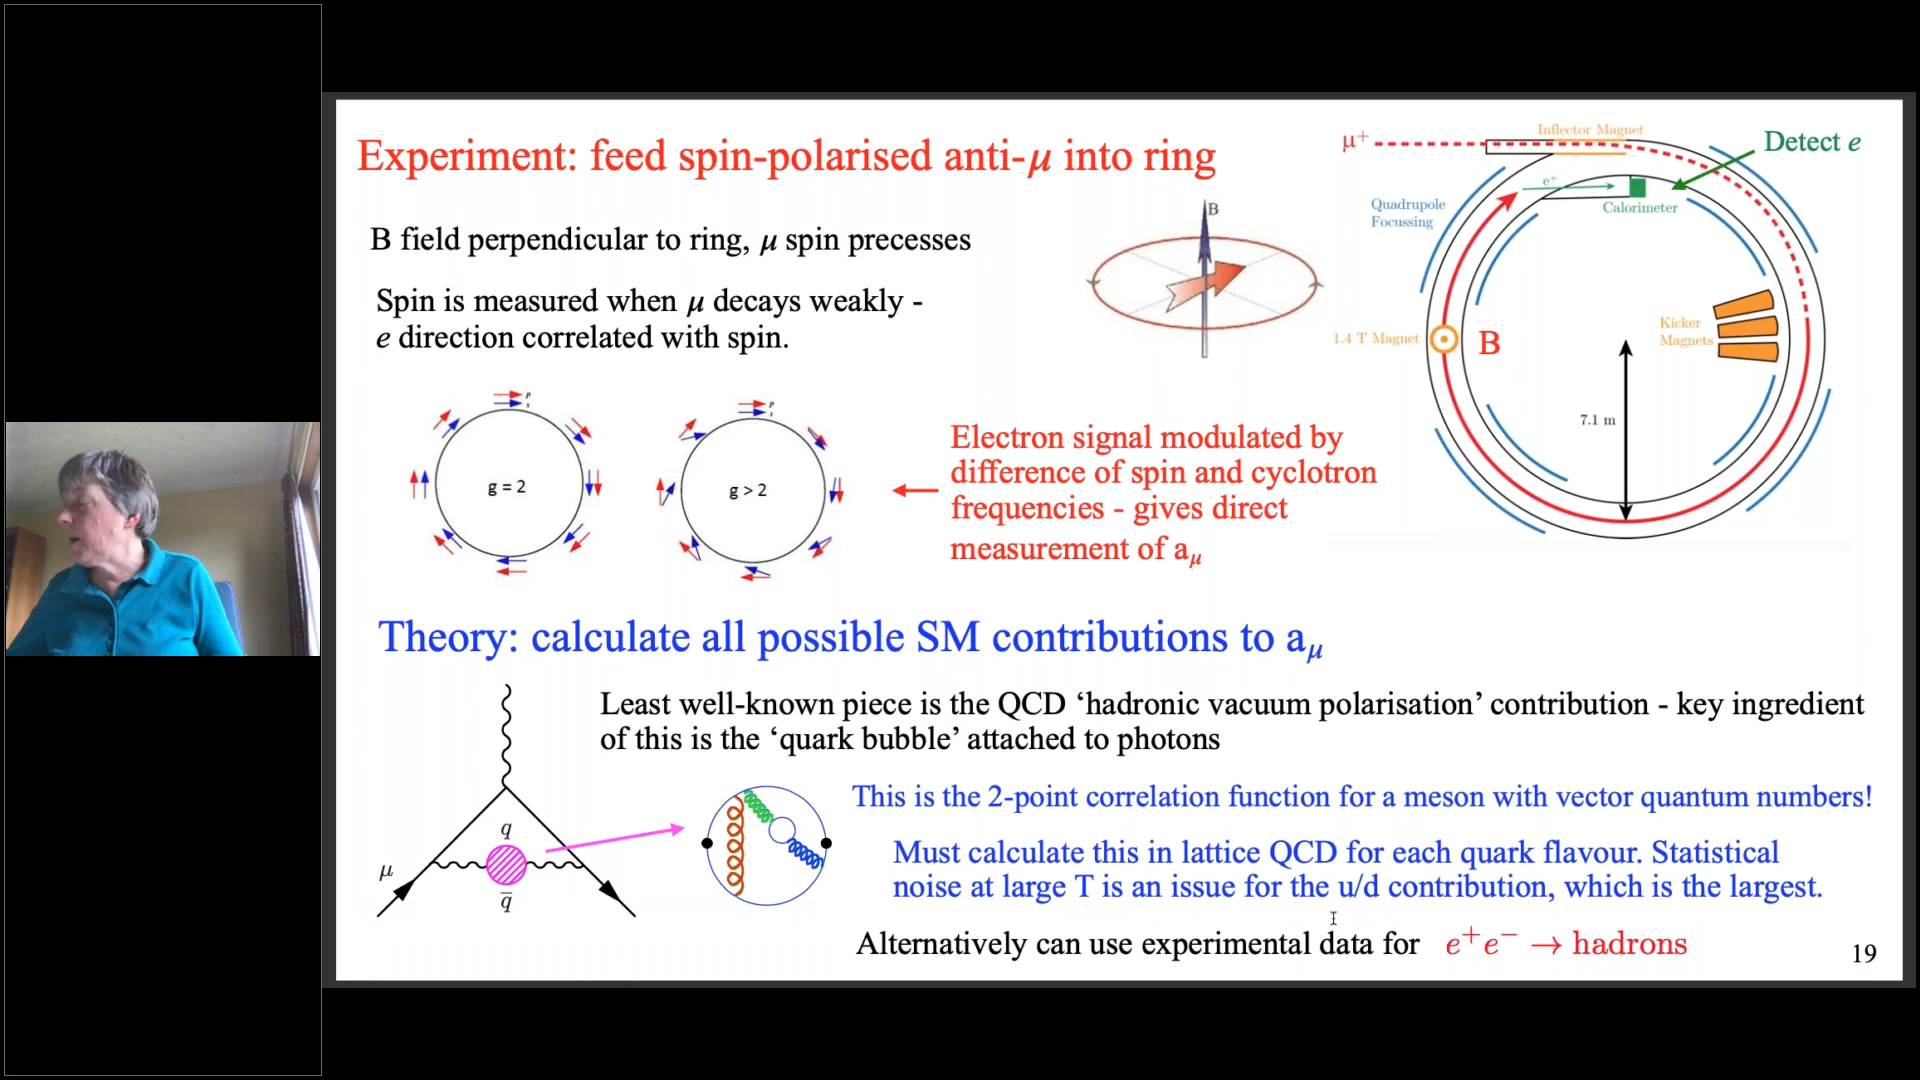 Experiment: feed spin-polarised anti-μ into ring
B field perpendicular to ring, μ spin precesses
Spin is measured when μ decays weakly -
e direction correlated with spin.
B
μ⁺
Inflector Magnet
Detect e
e⁺
Calorimeter
Quadrupole
Focussing
1.4 T Magnet
B
Kicker
Magnets
7.1 m
p
s
g = 2
p
s
g > 2
Electron signal modulated by
difference of spin and cyclotron
frequencies - gives direct
measurement of aμ
Theory: calculate all possible SM contributions to aμ
Least well-known piece is the QCD ‘hadronic vacuum polarisation’ contribution - key ingredient
of this is the ‘quark bubble’ attached to photons
μ
q
q̅
This is the 2-point correlation function for a meson with vector quantum numbers!
Must calculate this in lattice QCD for each quark flavour. Statistical
noise at large T is an issue for the u/d contribution, which is the largest.
Alternatively can use experimental data for e⁺e⁻ → hadrons
19